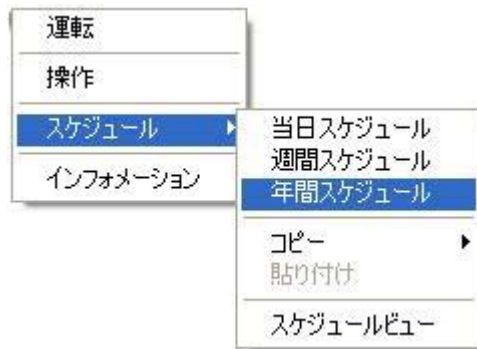 運転
操作
スケジュール
インフォメーション
当日スケジュール
週間スケジュール
年間スケジュール
コピー
貼り付け
スケジュールビュー